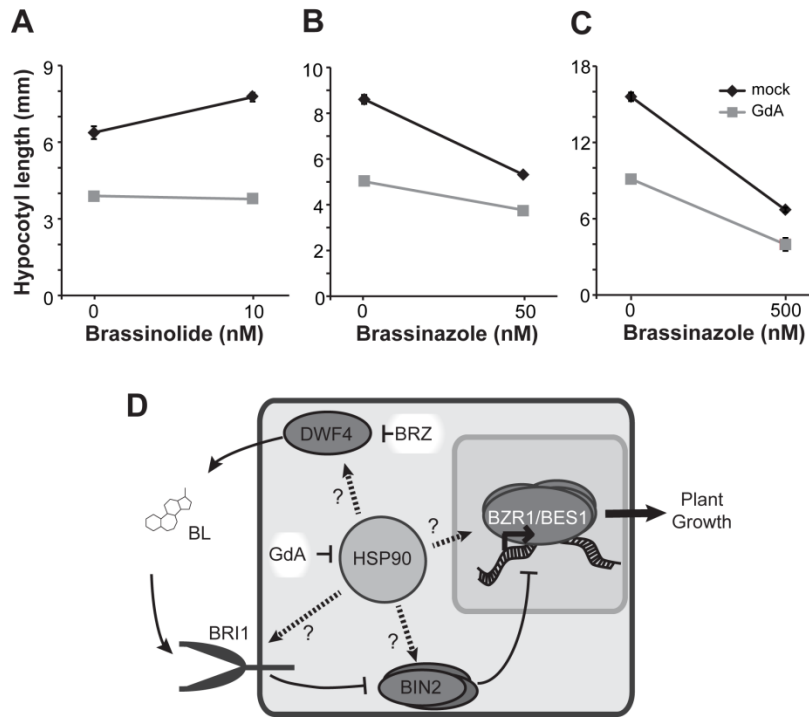 A
B
C
Hypocotyl length (mm)
9
6
3
0
0
10
Brassinolide (nM)
10
8
6
4
2
0
0
50
Brassinazole (nM)
18
12
6
0
0
500
Brassinazole (nM)
mock
GdA
D
DWF4
BRZ
?
BL
GdA
HSP90
?
BZR1/BES1
Plant
Growth
BRI1
?
?
BIN2